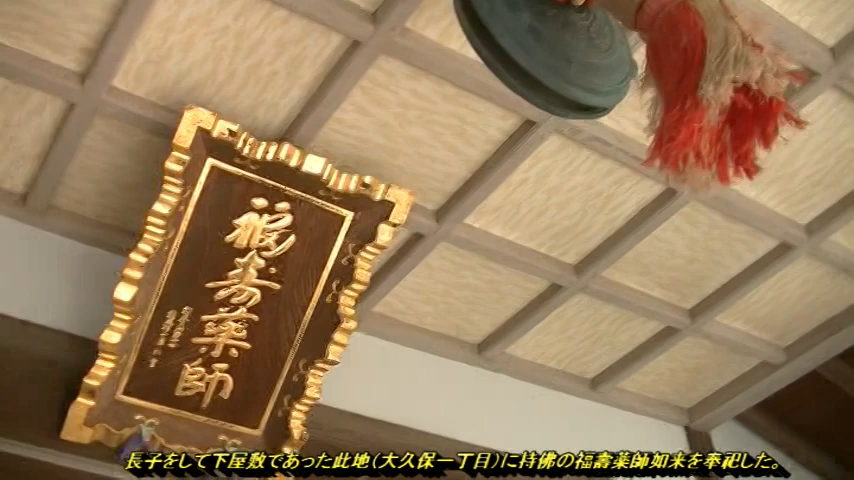 福壽薬師
長子をして下屋敷であった此地(大久保一丁目)に持佛の福壽薬師如来を奉祀した。